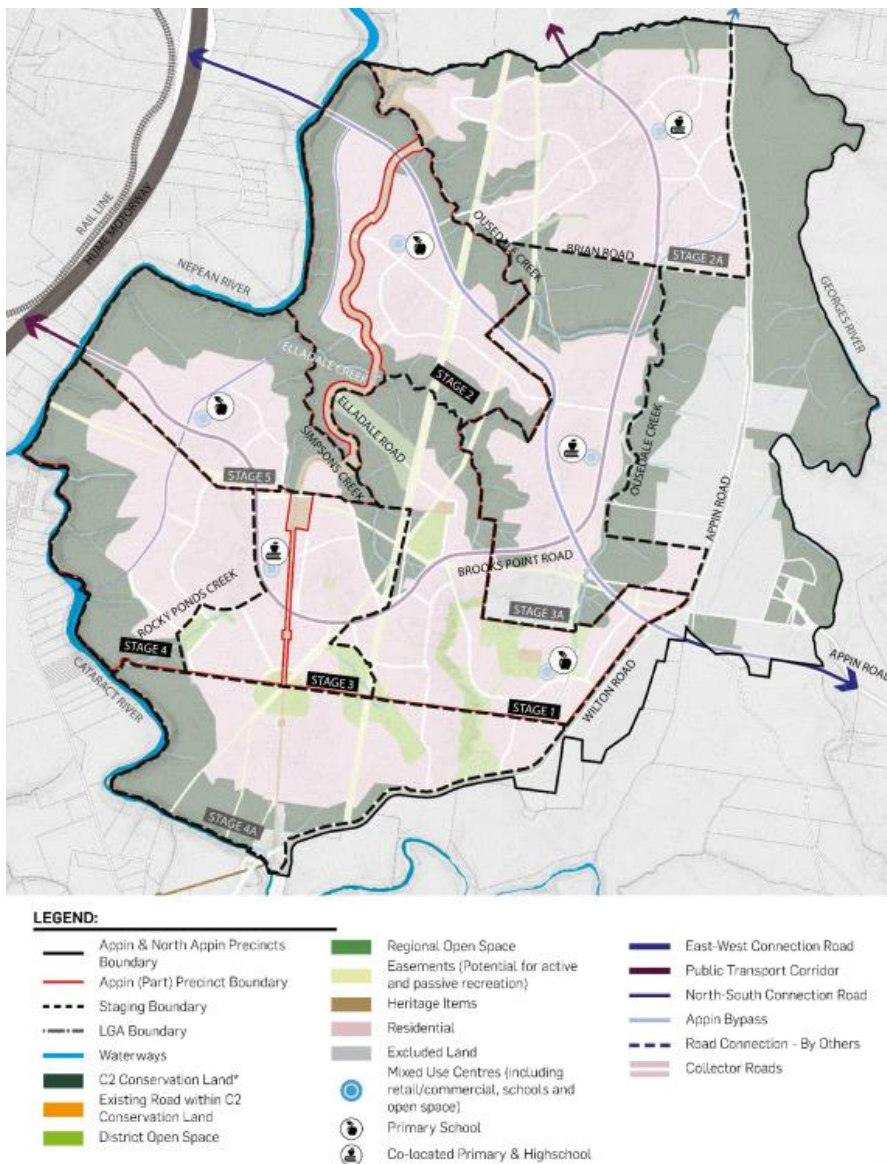 RAIL LINE
HUME MOTORWAY
NEPEAN RIVER
OUSEDALE CREEK
BRIAN ROAD
STAGE 2A
GEORGES RIVER
ELLADALE CREEK
STAGE 2
ELLADALE ROAD
SIMPSONS CREEK
OUSEDALE CREEK
STAGE 5
APPIN ROAD
BROOKS POINT ROAD
ROCKY PONDS CREEK
STAGE 3A
STAGE 4
CATARACT RIVER
STAGE 3
STAGE 1
WILTON ROAD
APPIN ROAD
STAGE 4A
LEGEND:
Appin & North Appin Precincts
Boundary
Appin (Part) Precinct Boundary
Staging Boundary
LGA Boundary
Waterways
C2 Conservation Land*
Existing Road within C2
Conservation Land
District Open Space
Regional Open Space
Easements (Potential for active
and passive recreation)
Heritage Items
Residential
Excluded Land
Mixed Use Centres (including
retail/commercial, schools and
open space)
Primary School
Co-located Primary & Highschool
East-West Connection Road
Public Transport Corridor
North-South Connection Road
Appin Bypass
Road Connection - By Others
Collector Roads